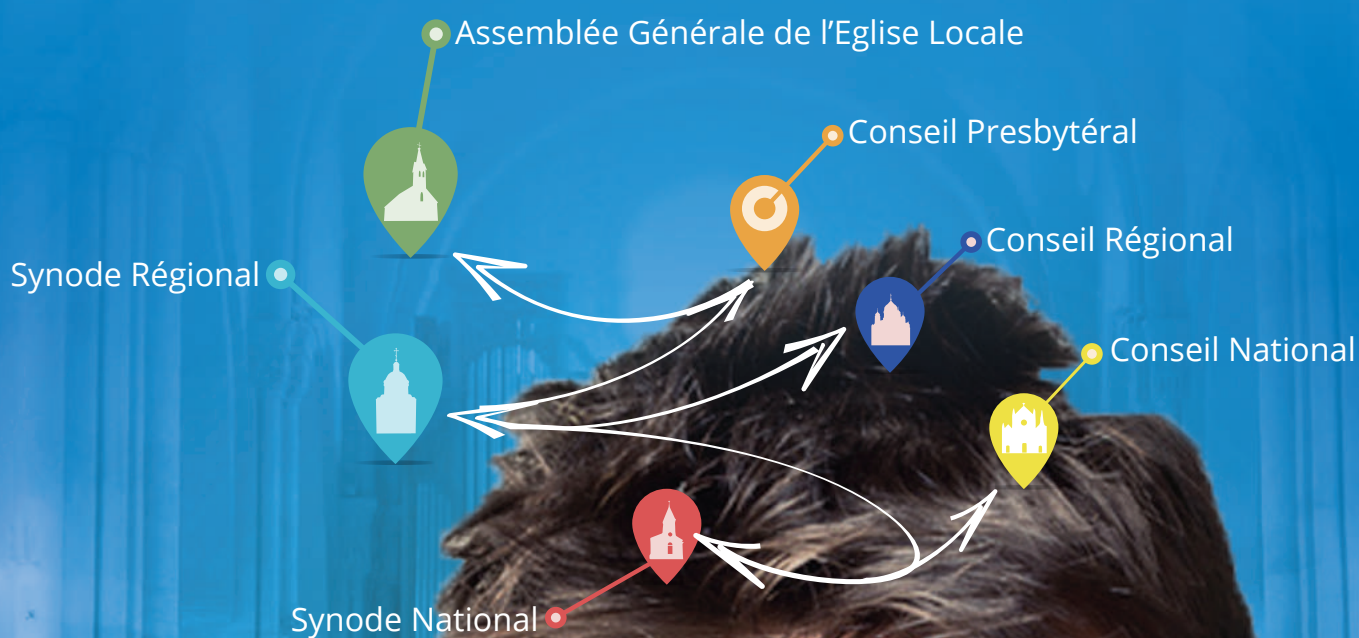 Assemblée Générale de l'Eglise Locale
Conseil Presbytéral
Conseil Régional
Synode Régional
Conseil National
Synode National